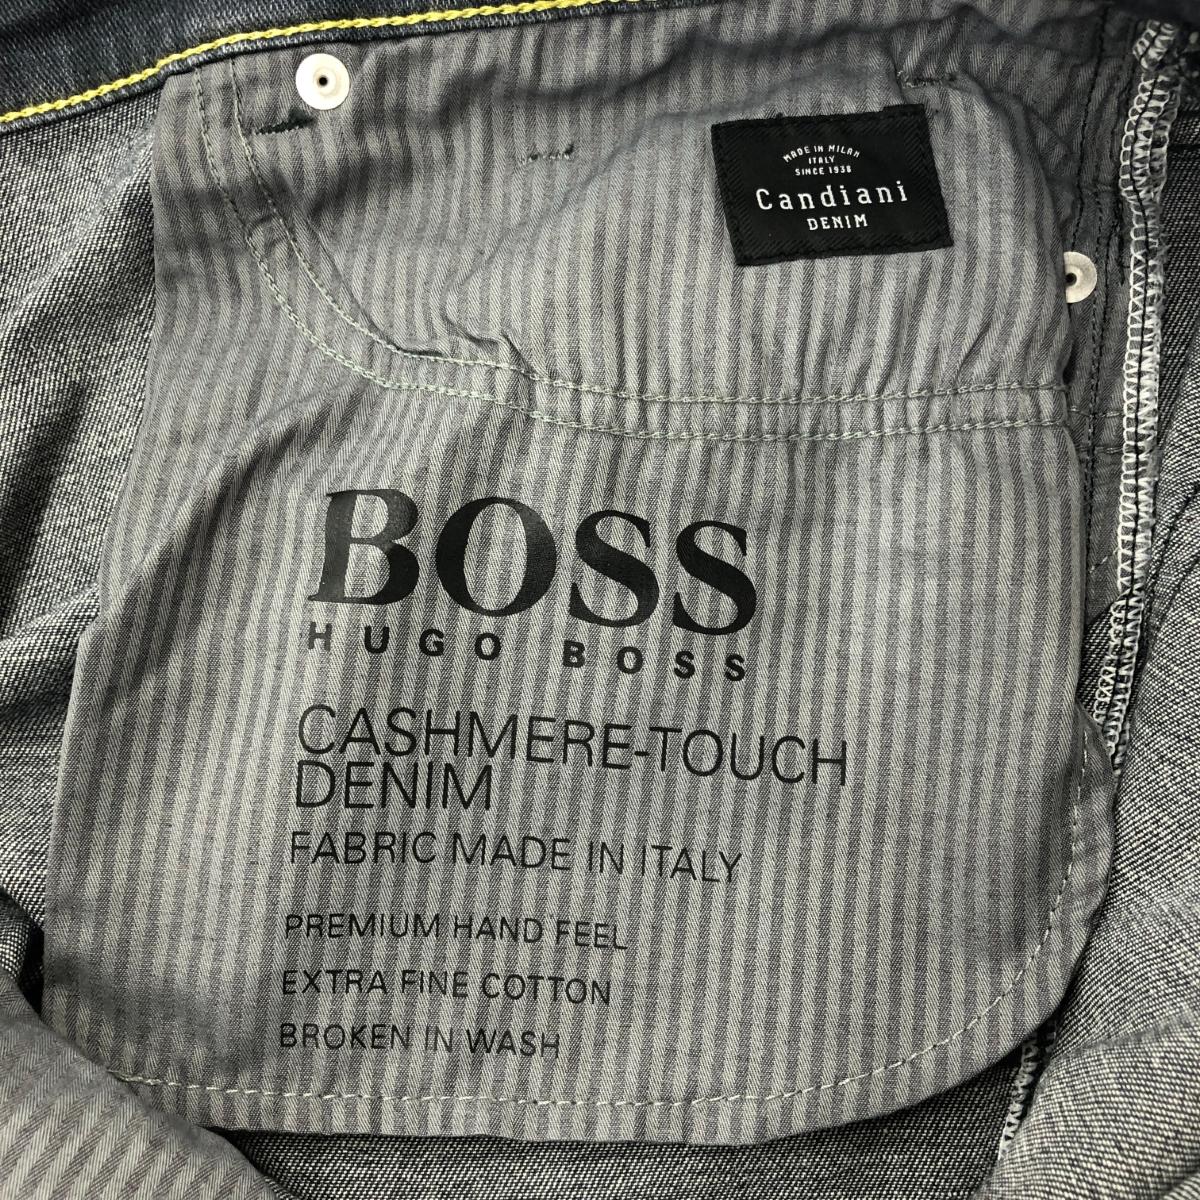 MADE IN MILAN
ITALY
SINCE 1938
Candiani
DENIM
BOSS
HUGO BOSS
CASHMERE-TOUCH
DENIM
FABRIC MADE IN ITALY
PREMIUM HAND FEEL
EXTRA FINE COTTON
BROKEN IN WASH